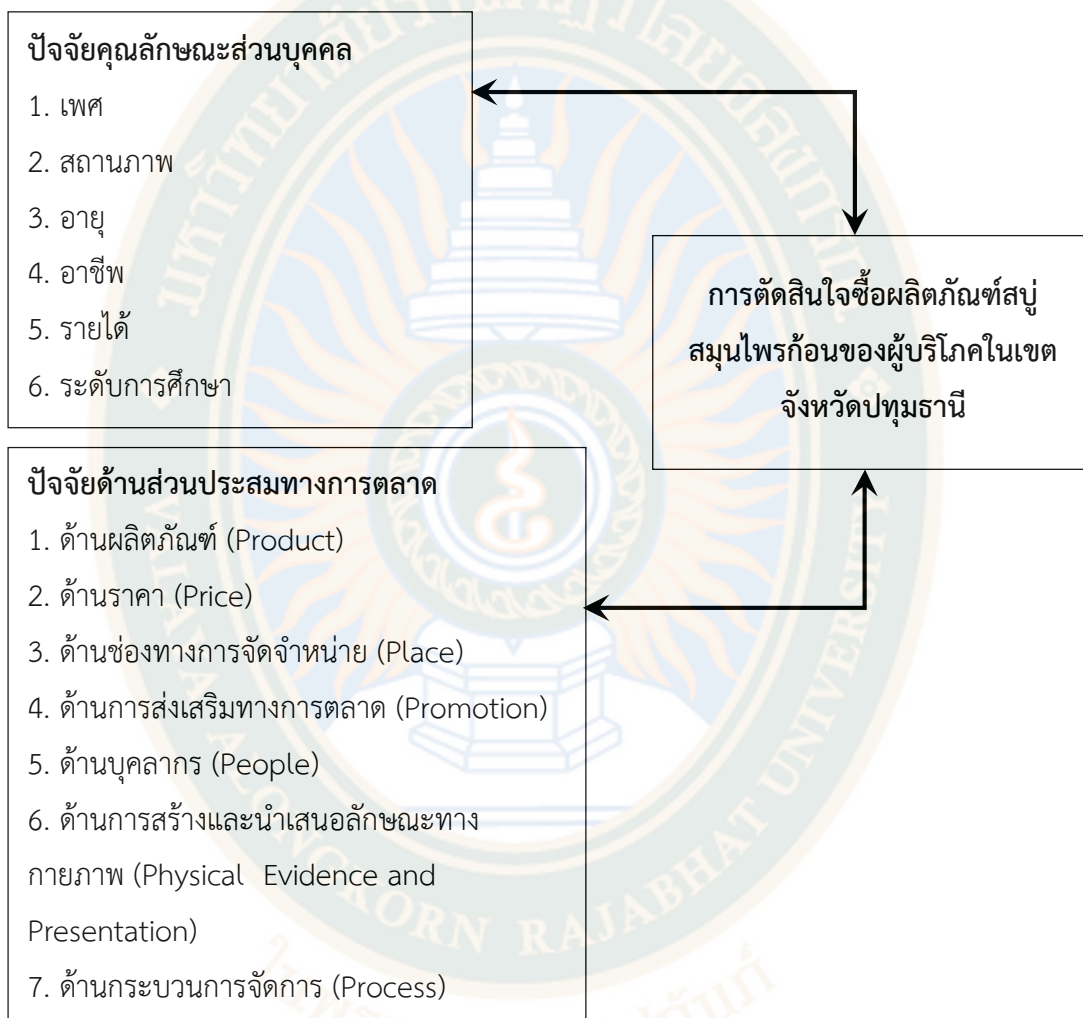 ปัจจัยคุณลักษณะส่วนบุคคล
1. เพศ
2. สถานภาพ
3. อายุ
4. อาชีพ
5. รายได้
6. ระดับการศึกษา
การตัดสินใจซื้อผลิตภัณฑ์สบู่
สมุนไพรก้อนของผู้บริโภคในเขต
จังหวัดปทุมธานี
ปัจจัยด้านส่วนประสมทางการตลาด
1. ด้านผลิตภัณฑ์ (Product)
2. ด้านราคา (Price)
3. ด้านช่องทางการจัดจำหน่าย (Place)
4. ด้านการส่งเสริมทางการตลาด (Promotion)
5. ด้านบุคลากร (People)
6. ด้านการสร้างและนำเสนอลักษณะทาง
กายภาพ (Physical Evidence and
Presentation)
7. ด้านกระบวนการจัดการ (Process)
RAJABHAT UNIVERSITY